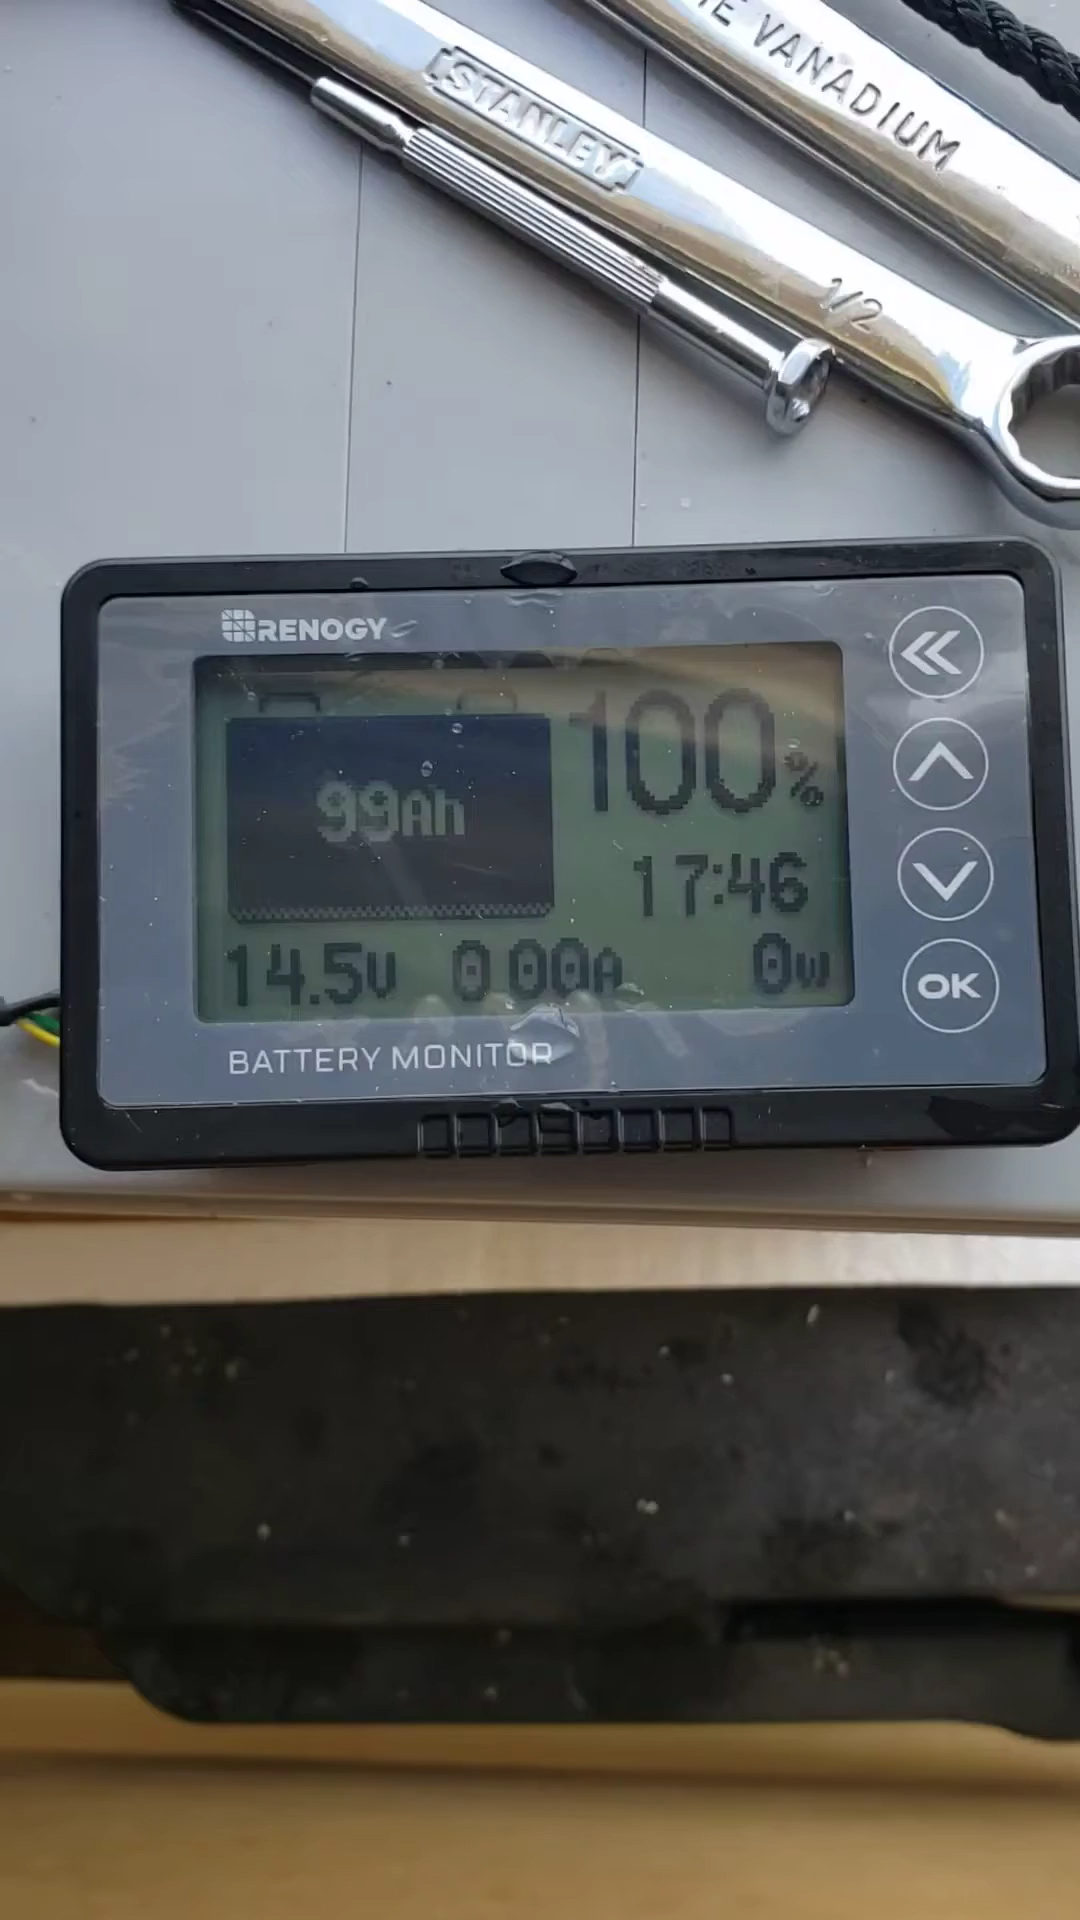 STANLEY
VANADIUM
1/2
RENOGY
99Ah
100%
17:46
14.5V 0.00A 0W
OK
BATTERY MONITOR